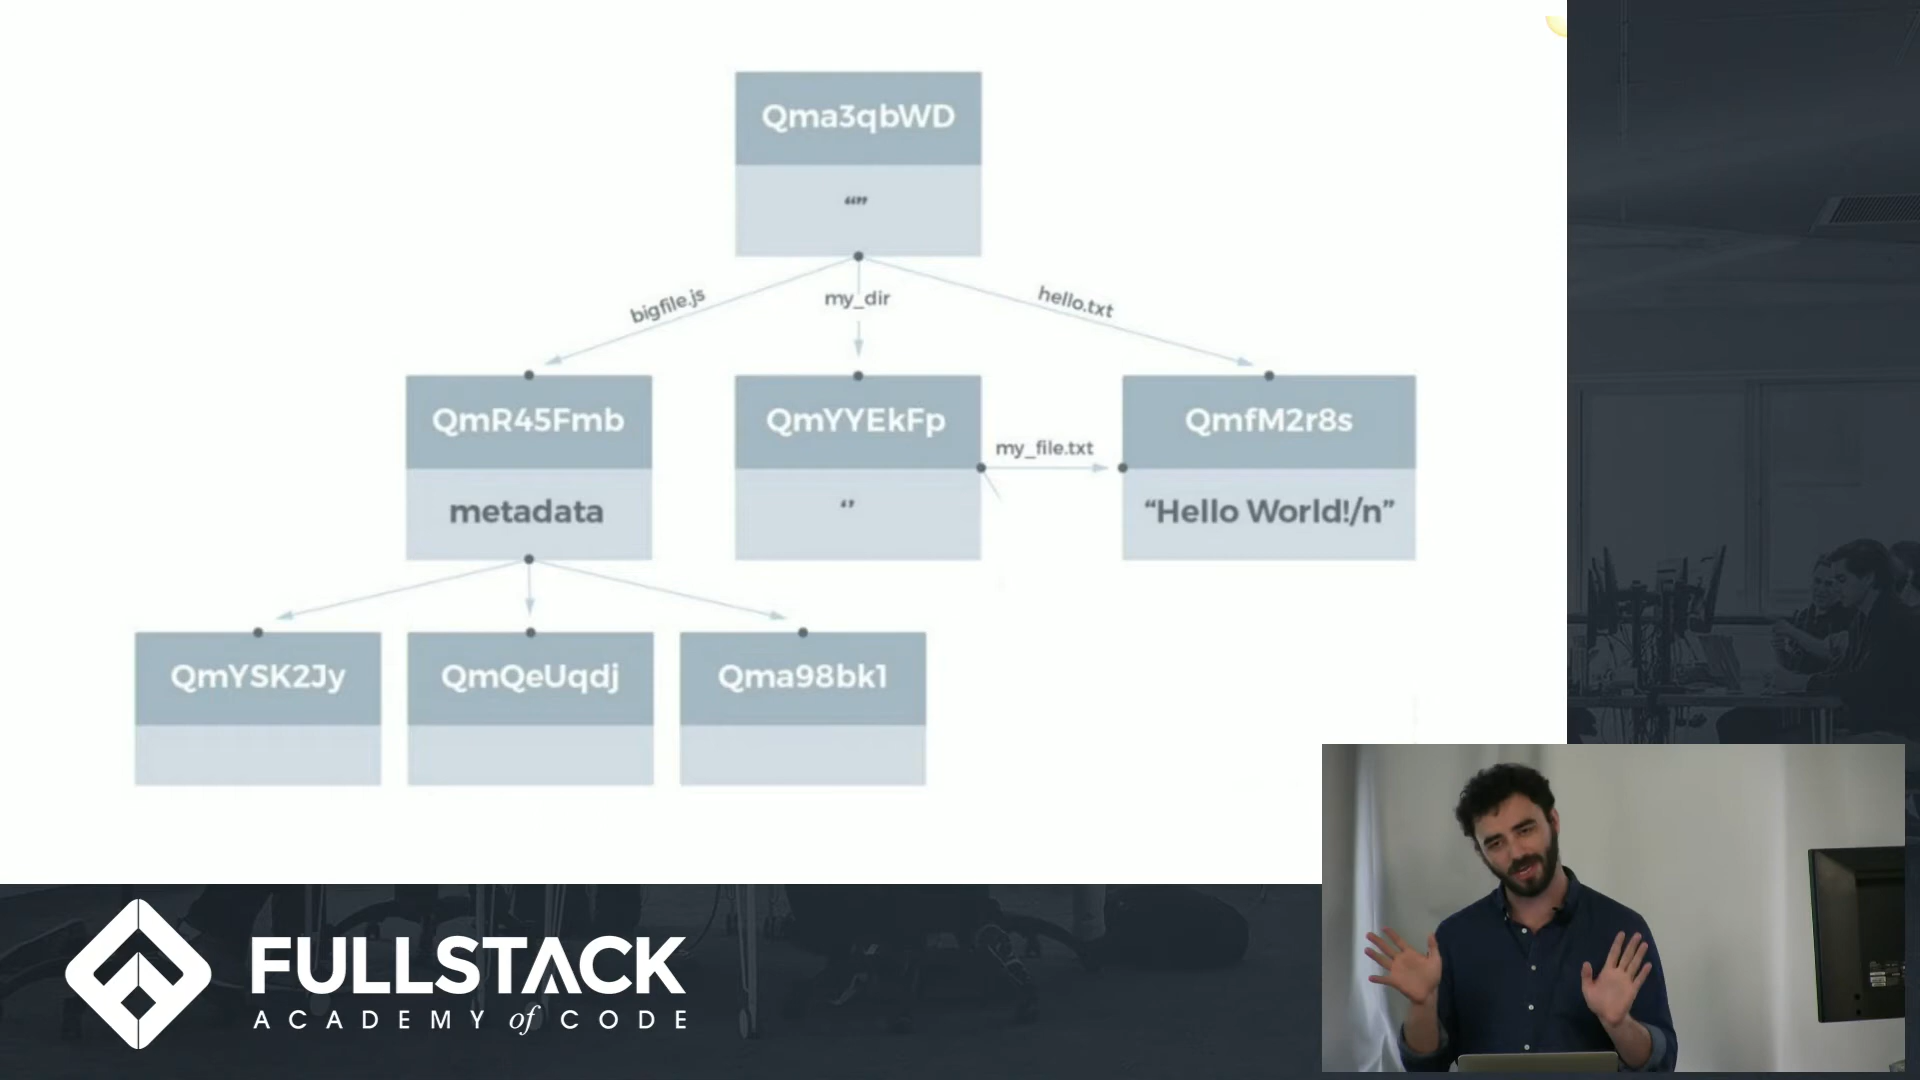 Qma3qbWD
“”
bigfile.js
my_dir
hello.txt
QmR45Fmb
QmYYEkFp
QmfM2r8s
my_file.txt
metadata
‘’
“Hello World!/n”
QmYSK2Jy
QmQeUqdj
Qma98bk1
FULLSTACK
ACADEMY of CODE